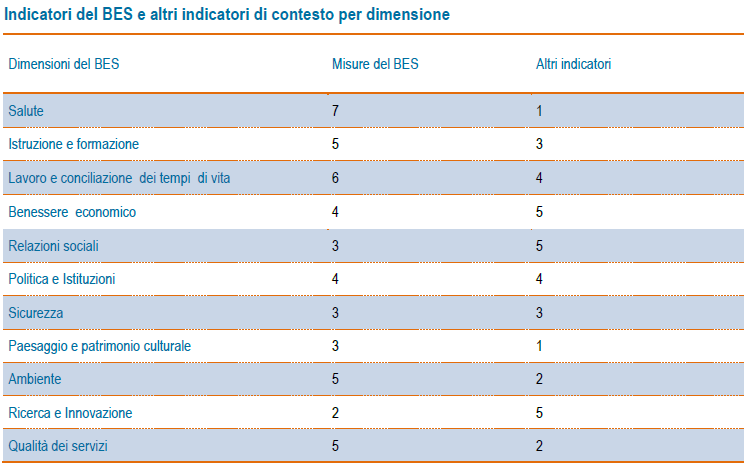 Indicatori del BES e altri indicatori di contesto per dimensione
Dimensioni del BES Misure del BES Altri indicatori
Salute 7 1
Istruzione e formazione 5 3
Lavoro e conciliazione dei tempi di vita 6 4
Benessere economico 4 5
Relazioni sociali 3 5
Politica e Istituzioni 4 4
Sicurezza 3 3
Paesaggio e patrimonio culturale 3 1
Ambiente 5 2
Ricerca e Innovazione 2 5
Qualità dei servizi 5 2